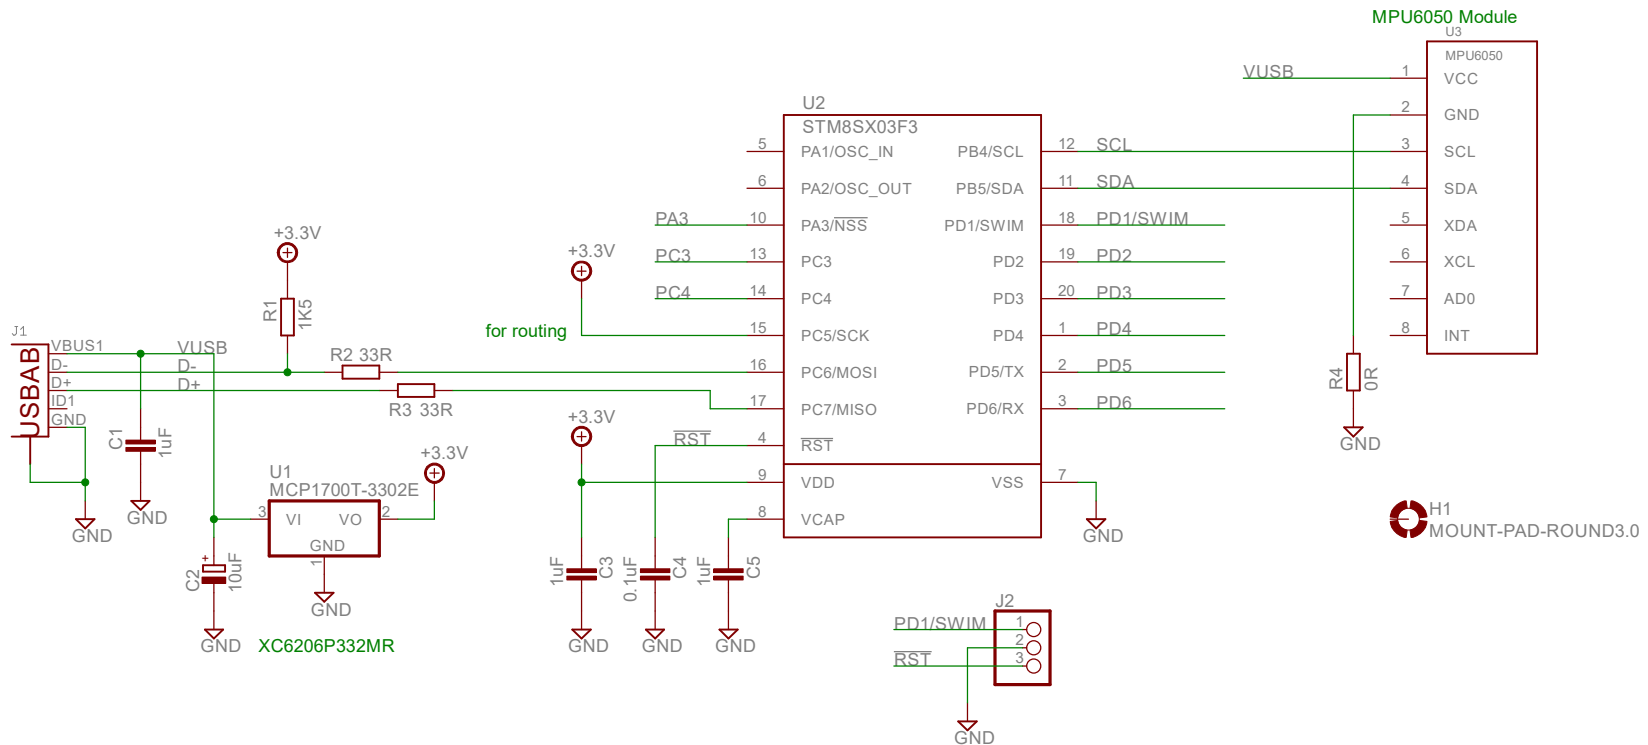 MPU6050 Module
U3
MPU6050
VUSB
1
VCC
2
GND
3
SCL
4
SDA
5
XDA
6
XCL
7
AD0
8
INT
R4
0R
GND
U2
STM8SX03F3
5
PA1/OSC_IN
6
PA2/OSC_OUT
PA3
10
PA3/NSS
PC3
13
PC3
PC4
14
PC4
+3.3V
for routing
15
PC5/SCK
16
PC6/MOSI
17
PC7/MISO
RST
4
RST
+3.3V
9
VDD
8
VCAP
PB4/SCL
12
SCL
PB5/SDA
11
SDA
PD1/SWIM
18
PD1/SWIM
PD2
19
PD2
PD3
20
PD3
PD4
1
PD4
PD5/TX
2
PD5
PD6/RX
3
PD6
VSS
7
GND
+3.3V
R1
1K5
J1
USBAB
VBUS1
D-
D+
ID1
GND
VUSB
D-
D+
R2 33R
R3 33R
C1
1uF
GND
GND
U1
MCP1700T-3302E
3
VI
VO
2
GND
1
+3.3V
GND
C2
+
10uF
GND
XC6206P332MR
1uF
C3
GND
0.1uF
C4
GND
1uF
C5
GND
J2
PD1/SWIM
1
2
RST
3
GND
H1
MOUNT-PAD-ROUND3.0